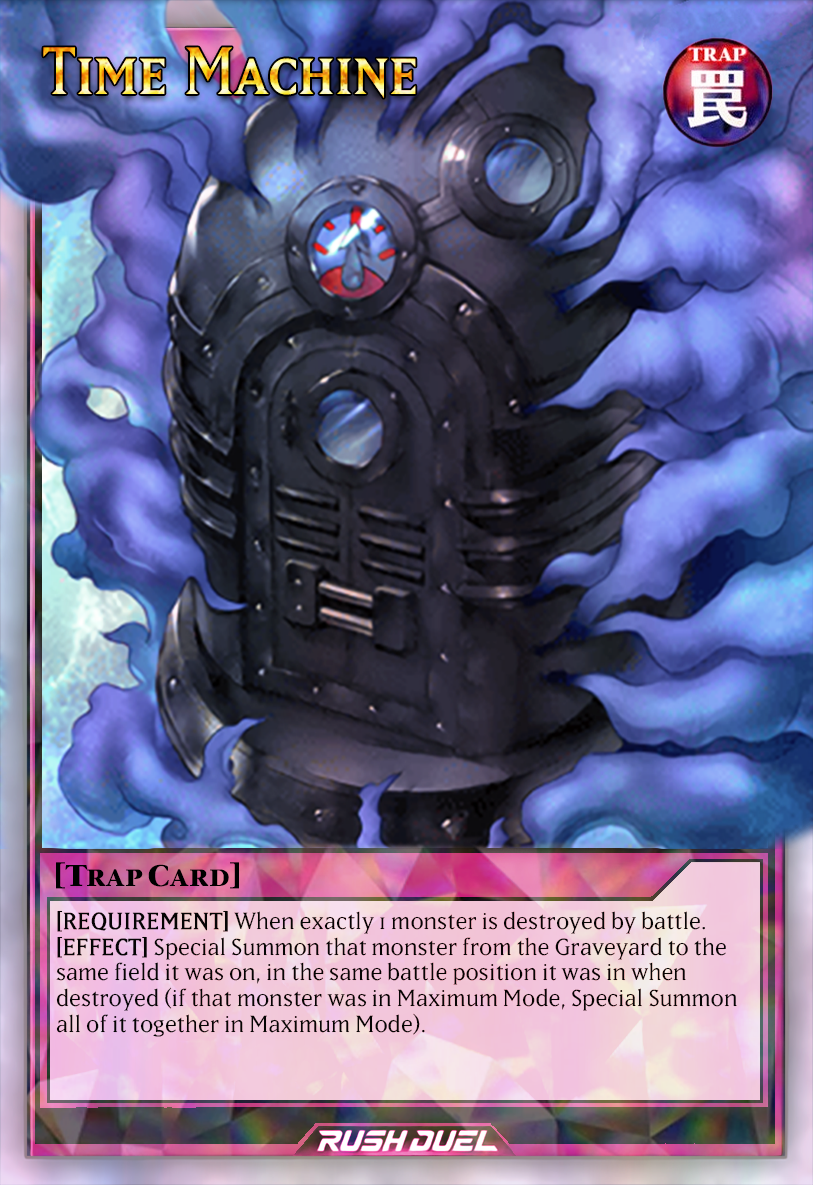 TIME MACHINE
TRAP
罠
[TRAP CARD]
[REQUIREMENT] When exactly 1 monster is destroyed by battle.
[EFFECT] Special Summon that monster from the Graveyard to the
same field it was on, in the same battle position it was in when
destroyed (if that monster was in Maximum Mode, Special Summon
all of it together in Maximum Mode).
RUSH DUEL